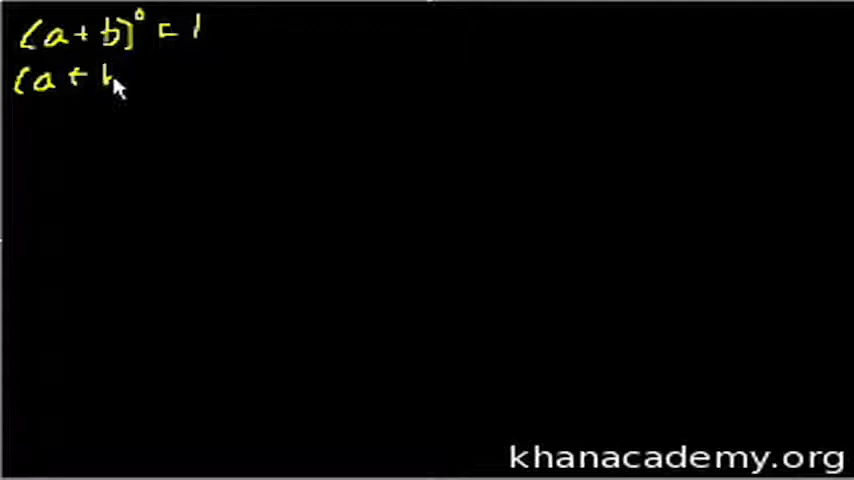 (a + b)⁰ = 1
(a + b
khanacademy.org